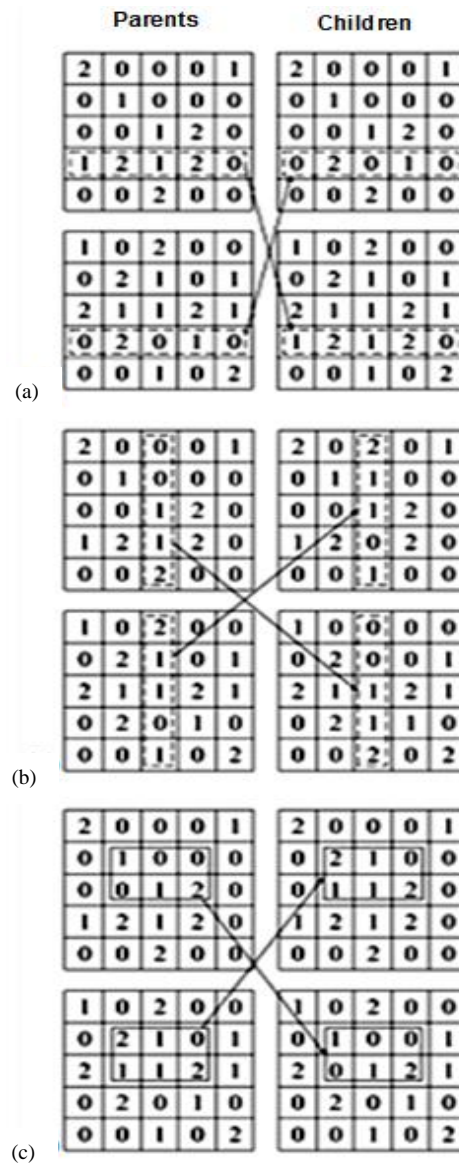 Parents Children
2 0 0 0 1 2 0 0 0 1
0 1 0 0 0 0 1 0 0 0
0 0 1 2 0 0 0 1 2 0
1 2 1 2 0 0 2 0 1 0
0 0 2 0 0 0 0 2 0 0
1 0 2 0 0 1 0 2 0 0
0 2 1 0 1 0 2 1 0 1
2 1 1 2 1 2 1 1 2 1
0 2 0 1 0 1 2 1 2 0
0 0 1 0 2 0 0 1 0 2
(a)
2 0 0 0 1 2 0 2 0 1
0 1 0 0 0 0 1 1 0 0
0 0 1 2 0 0 0 1 2 0
1 2 1 2 0 1 2 0 2 0
0 0 2 0 0 0 0 1 0 0
1 0 2 0 0 1 0 0 0 0
0 2 1 0 1 0 2 0 0 1
2 1 1 2 1 2 1 1 2 1
0 2 0 1 0 0 2 1 1 0
0 0 1 0 2 0 0 2 0 2
(b)
2 0 0 0 1 2 0 0 0 1
0 1 0 0 0 0 2 1 0 0
0 0 1 2 0 0 1 1 2 0
1 2 1 2 0 1 2 1 2 0
0 0 2 0 0 0 0 2 0 0
1 0 2 0 0 1 0 2 0 0
0 2 1 0 1 0 1 0 0 1
2 1 1 2 1 2 0 1 2 1
0 2 0 1 0 0 2 0 1 0
0 0 1 0 2 0 0 1 0 2
(c)